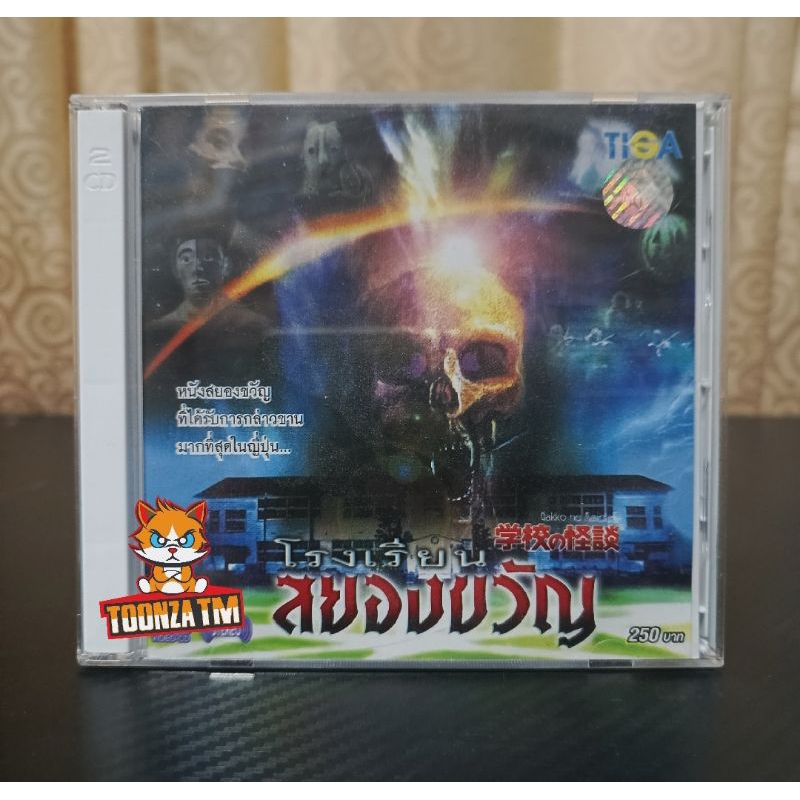 TIGA
2
CD
หนังสยองขวัญ
ที่ได้รับการกล่าวขาน
มากที่สุดในญี่ปุ่น...
学校の怪談
โรงเรียน
สยองขวัญ
TOONZA TM
250 บาท